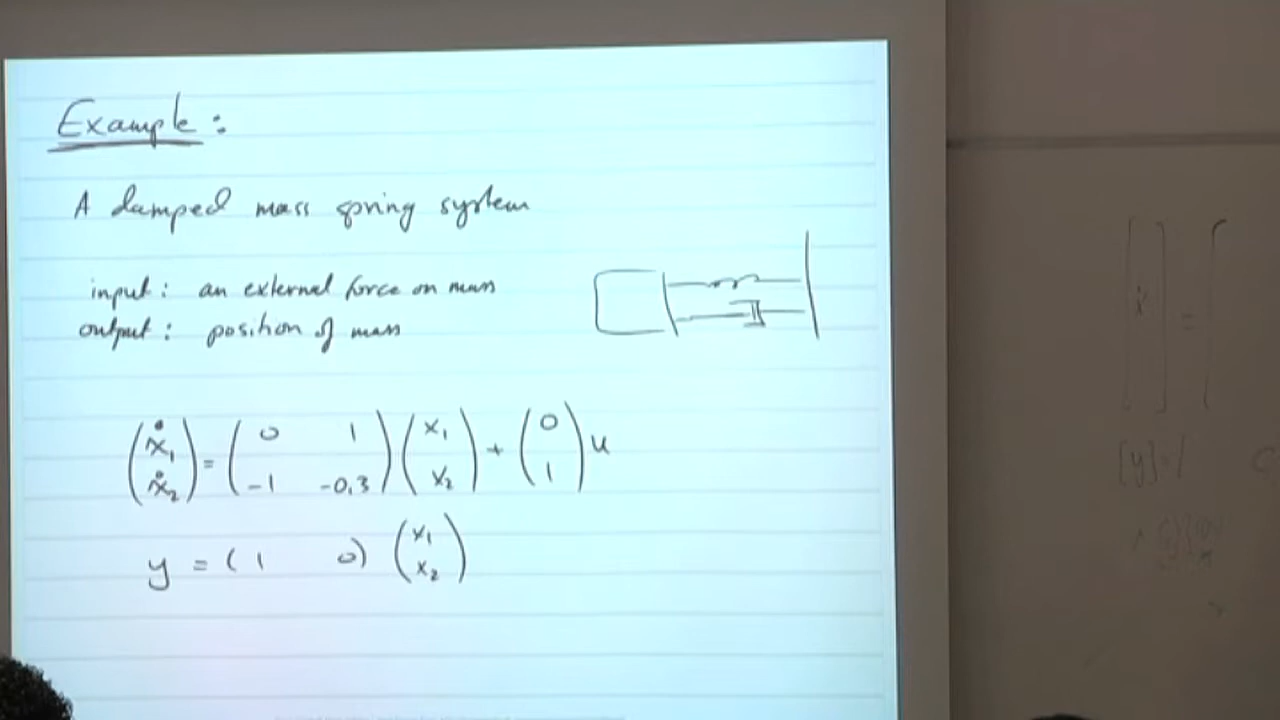 Example:
A damped mass spring system
input: an external force on mass
output: position of mass
(ẋ₁ ẋ₂) = (0 1 -1 -0,3) (x₁ x₂) + (0 1) u
y = (1 0) (x₁ x₂)
[y]=